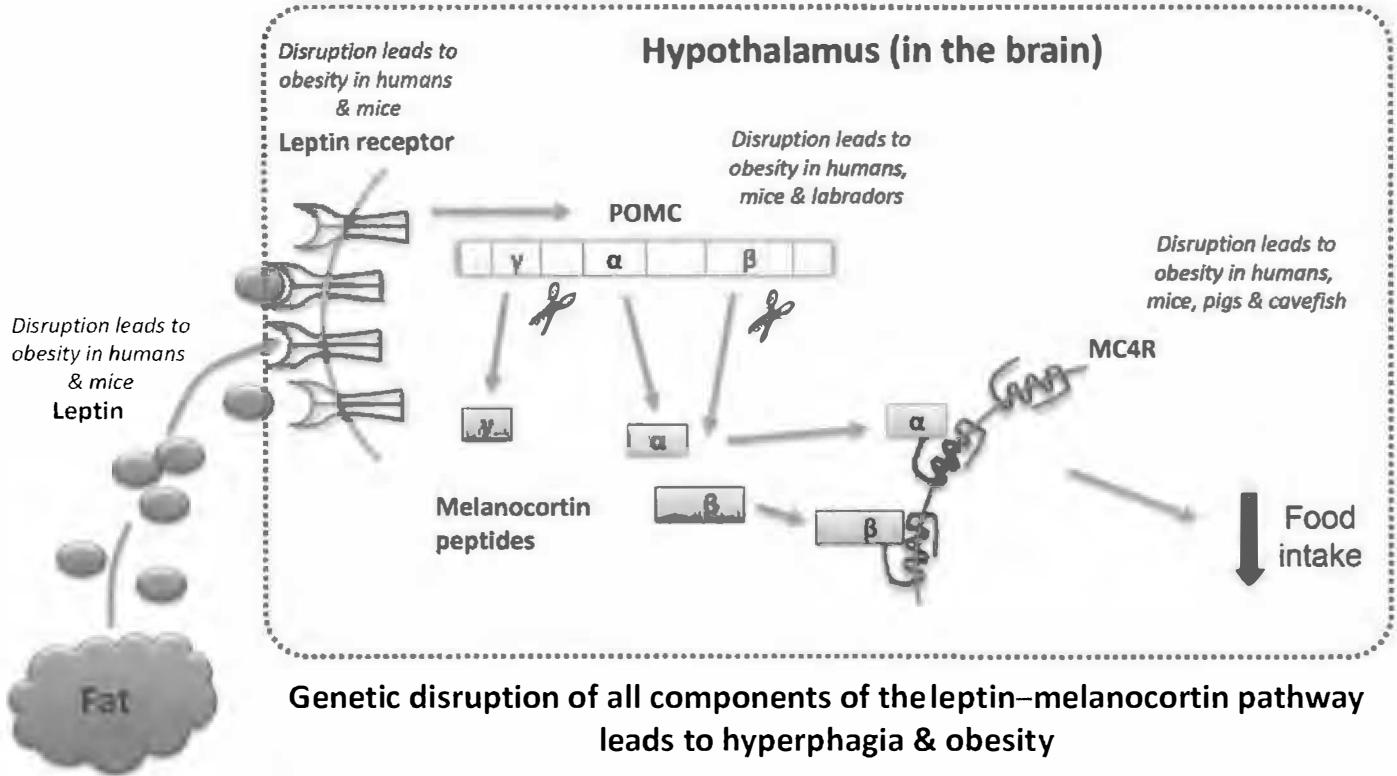 Hypothalamus (in the brain)
Disruption leads to
obesity in humans
& mice
Leptin receptor
Disruption leads to
obesity in humans,
mice & labradors
POMC
γ
α
β
Disruption leads to
obesity in humans,
mice, pigs & cavefish
MC4R
Disruption leads to
obesity in humans
& mice
Leptin
γ
α
β
Melanocortin
peptides
α
β
Food
intake
Fat
Genetic disruption of all components of theleptin–melanocortin pathway
leads to hyperphagia & obesity